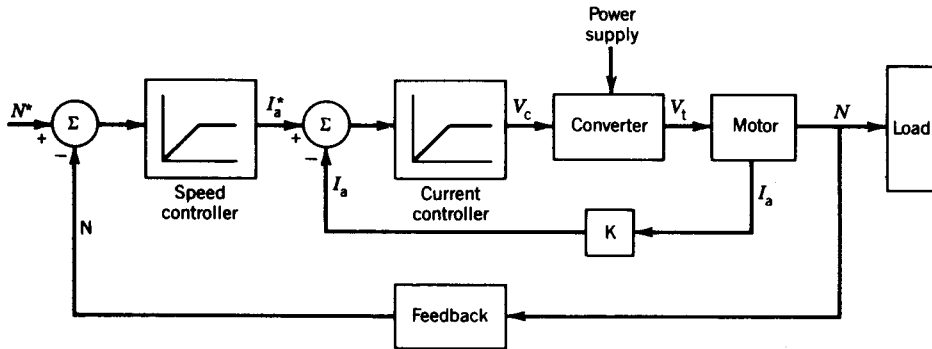 Power
supply
N*
Σ
+
−
I*a
Σ
+
−
Vc
Converter
Vt
Motor
N
Load
Speed
controller
Ia
Current
controller
Ia
N
K
Feedback